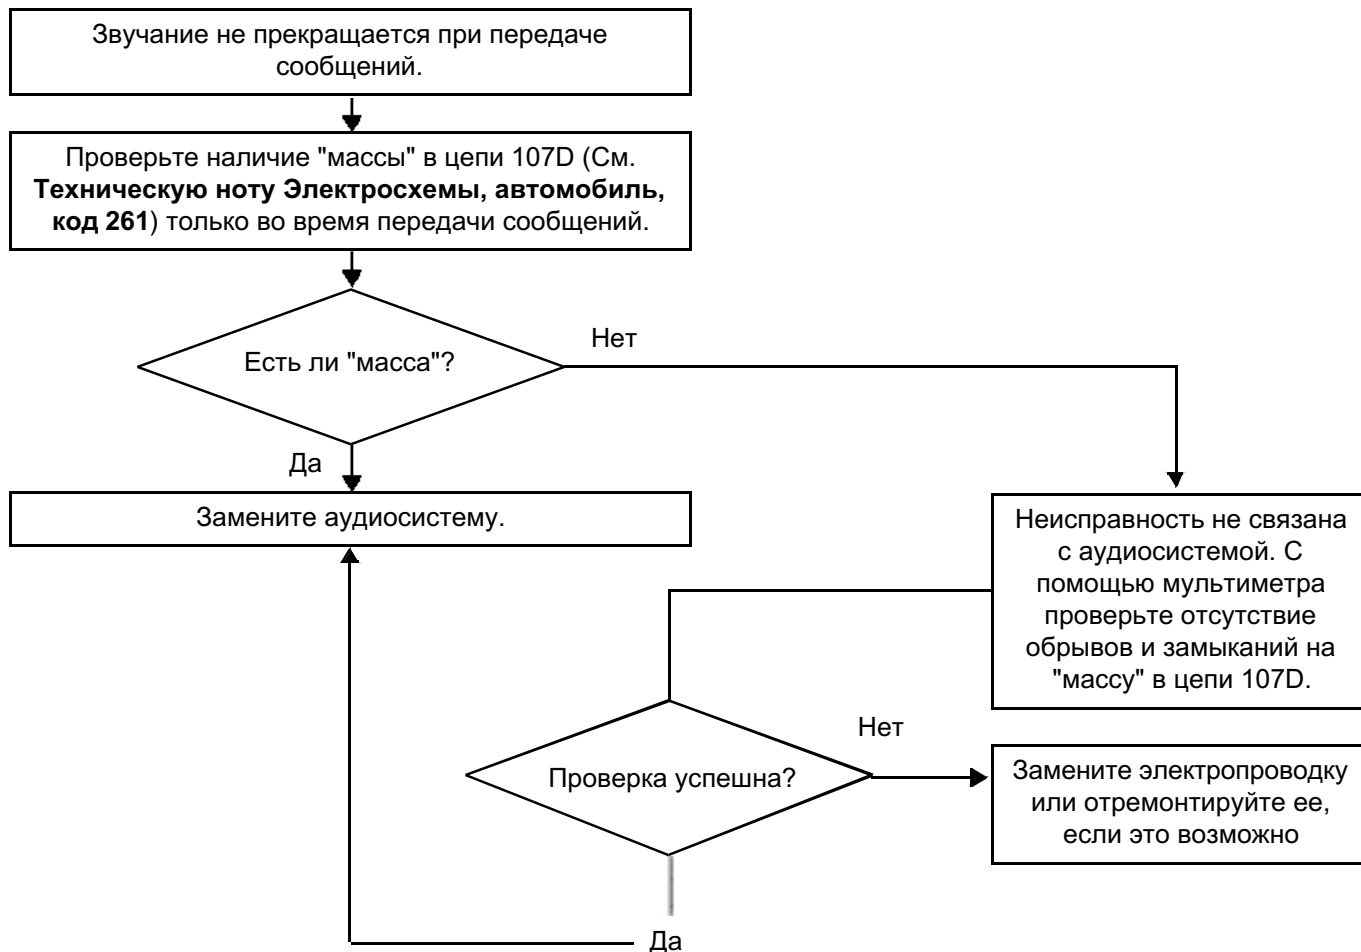 Звучание не прекращается при передаче
сообщений.
Проверьте наличие "массы" в цепи 107D (См.
Техническую ноту Электросхемы, автомобиль,
код 261) только во время передачи сообщений.
Есть ли "масса"?
Нет
Да
Замените аудиосистему.
Неисправность не связана
с аудиосистемой. С
помощью мультиметра
проверьте отсутствие
обрывов и замыканий на
"массу" в цепи 107D.
Проверка успешна?
Нет
Замените электропроводку
или отремонтируйте ее,
если это возможно
Да